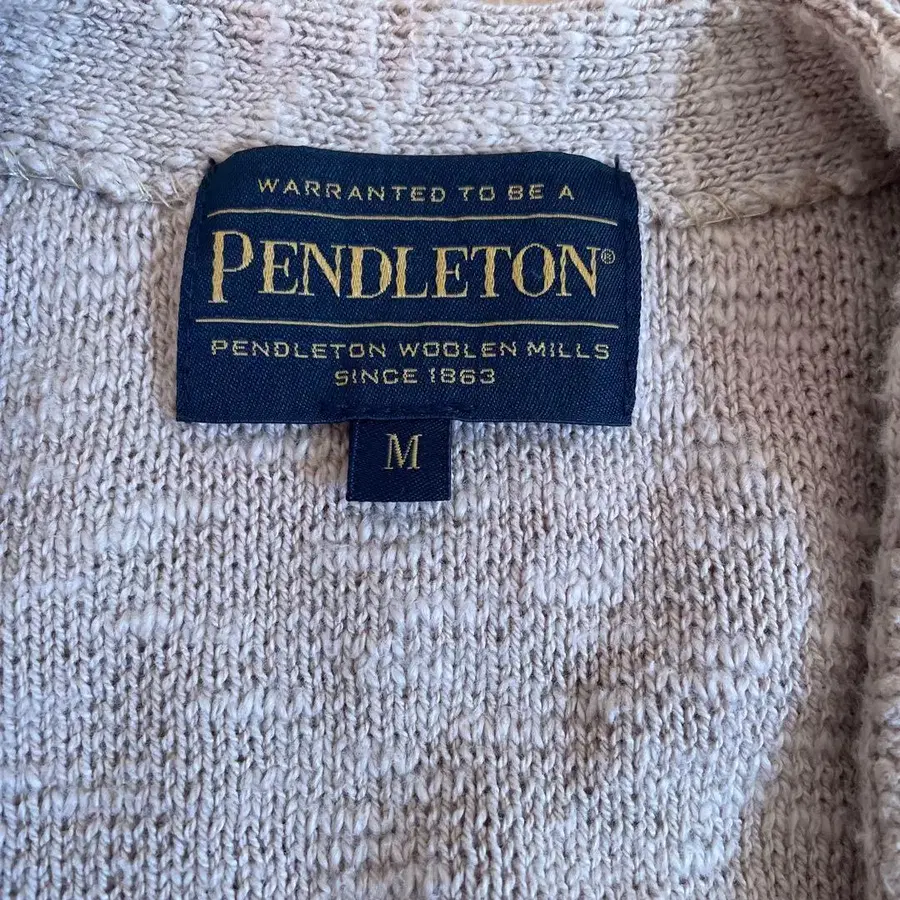 WARRANTED TO BE A
PENDLETON®
PENDLETON WOOLEN MILLS
SINCE 1863
M